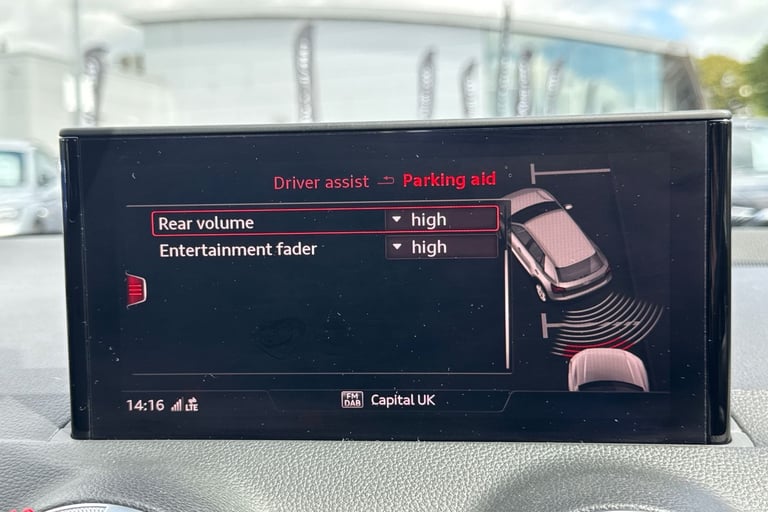 Driver assist Parking aid
Rear volume high
Entertainment fader high
14:16 LTE FM DAB Capital UK